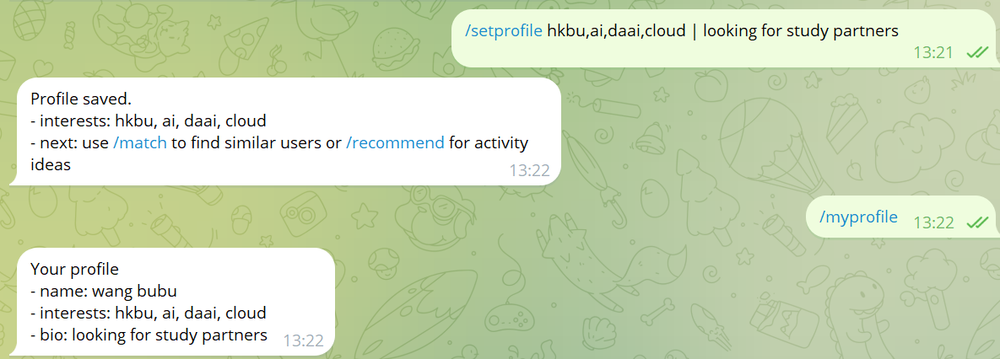 /setprofile hkbu,ai,daai,cloud | looking for study partners
13:21
Profile saved.
- interests: hkbu, ai, daai, cloud
- next: use /match to find similar users or /recommend for activity
ideas
13:22
/myprofile
13:22
Your profile
- name: wang bubu
- interests: hkbu, ai, daai, cloud
- bio: looking for study partners
13:22